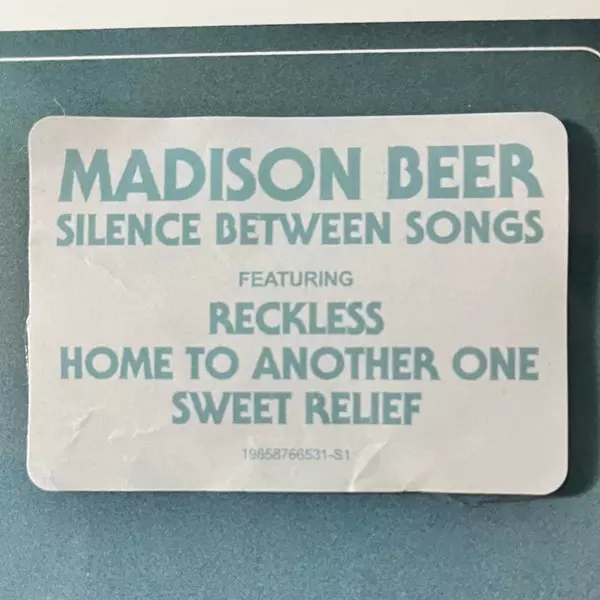 MADISON BEER
SILENCE BETWEEN SONGS
FEATURING
RECKLESS
HOME TO ANOTHER ONE
SWEET RELIEF
19658766531-S1